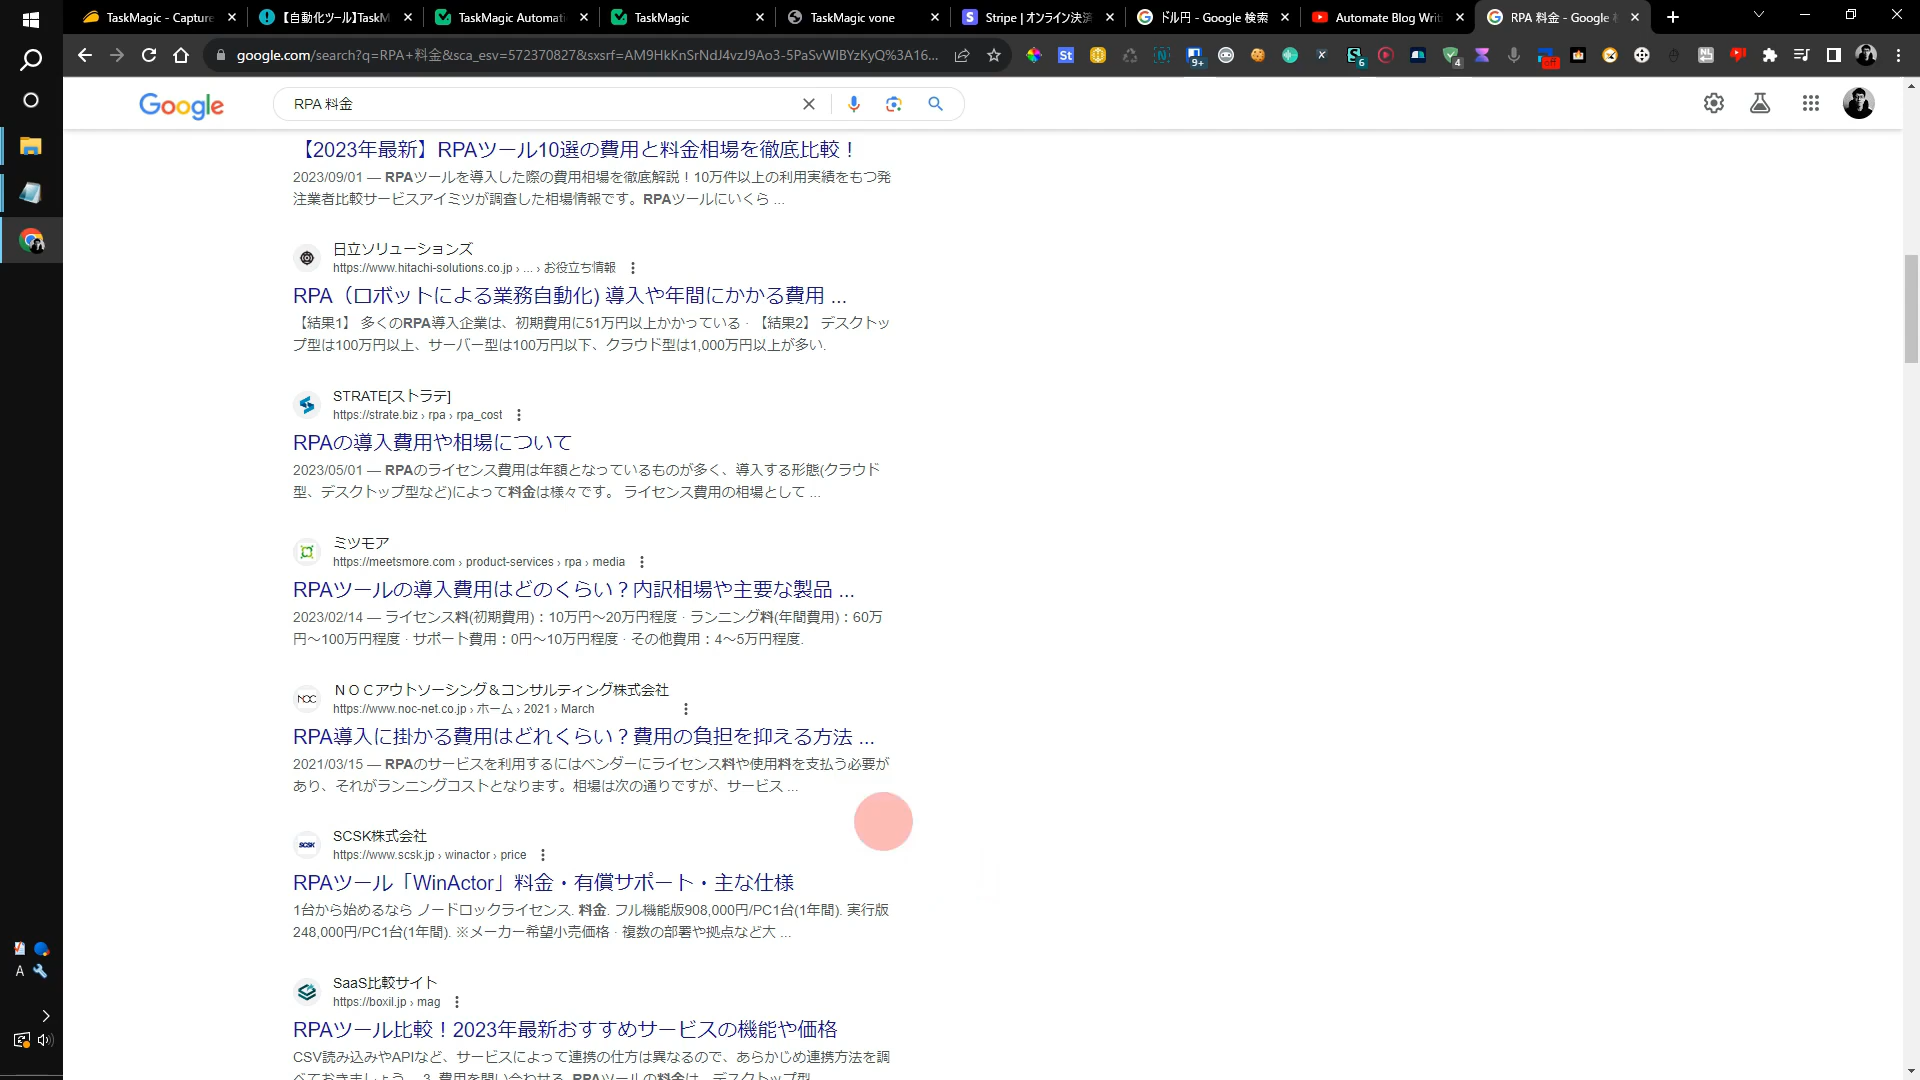 TaskMagic - Capture
【自動化ツール】TaskM
TaskMagic Automati
TaskMagic
TaskMagic vone
Stripe | オンライン決済
ドル円 - Google 検索
Automate Blog Writi
RPA 料金 - Google
google.com/search?q=RPA+料金&sca_esv=572370827&sxsrf=AM9HkKnSrNdJ4vzJ9Ao3-5PaSvWIBYzKyQ%3A16...
Google
RPA 料金
【2023年最新】RPAツール10選の費用と料金相場を徹底比較！
2023/09/01 — RPAツールを導入した際の費用相場を徹底解説！10万件以上の利用実績をもつ発
注業者比較サービスアイミツが調査した相場情報です。RPAツールにいくら ...
日立ソリューションズ
https://www.hitachi-solutions.co.jp › ... › お役立ち情報
RPA（ロボットによる業務自動化) 導入や年間にかかる費用 ...
【結果1】 多くのRPA導入企業は、初期費用に51万円以上かかっている · 【結果2】 デスクトッ
プ型は100万円以上、サーバー型は100万円以下、クラウド型は1,000万円以上が多い.
STRATE[ストラテ]
https://strate.biz › rpa › rpa_cost
RPAの導入費用や相場について
2023/05/01 — RPAのライセンス費用は年額となっているものが多く、導入する形態(クラウド
型、デスクトップ型など)によって料金は様々です。 ライセンス費用の相場として ...
ミツモア
https://meetsmore.com › product-services › rpa › media
RPAツールの導入費用はどのくらい？内訳相場や主要な製品 ...
2023/02/14 — ライセンス料(初期費用)：10万円〜20万円程度 · ランニング料(年間費用)：60万
円〜100万円程度 · サポート費用：0円〜10万円程度 · その他費用：4〜5万円程度.
NOC
ＮＯＣアウトソーシング＆コンサルティング株式会社
https://www.noc-net.co.jp › ホーム › 2021 › March
RPA導入に掛かる費用はどれくらい？費用の負担を抑える方法 ...
2021/03/15 — RPAのサービスを利用するにはベンダーにライセンス料や使用料を支払う必要が
あり、それがランニングコストとなります。相場は次の通りですが、サービス ...
SCSK
SCSK株式会社
https://www.scsk.jp › winactor › price
RPAツール「WinActor」料金・有償サポート・主な仕様
1台から始めるなら ノードロックライセンス. 料金. フル機能版908,000円/PC1台(1年間). 実行版
248,000円/PC1台(1年間). ※メーカー希望小売価格 · 複数の部署や拠点など大 ...
SaaS比較サイト
https://boxil.jp › mag
RPAツール比較！2023年最新おすすめサービスの機能や価格
CSV読み込みやAPIなど、サービスによって連携の仕方は異なるので、あらかじめ連携方法を調
べておきましょう. 3. 費用を問い合わせる. RPAツールの料金は、デスクトップ型